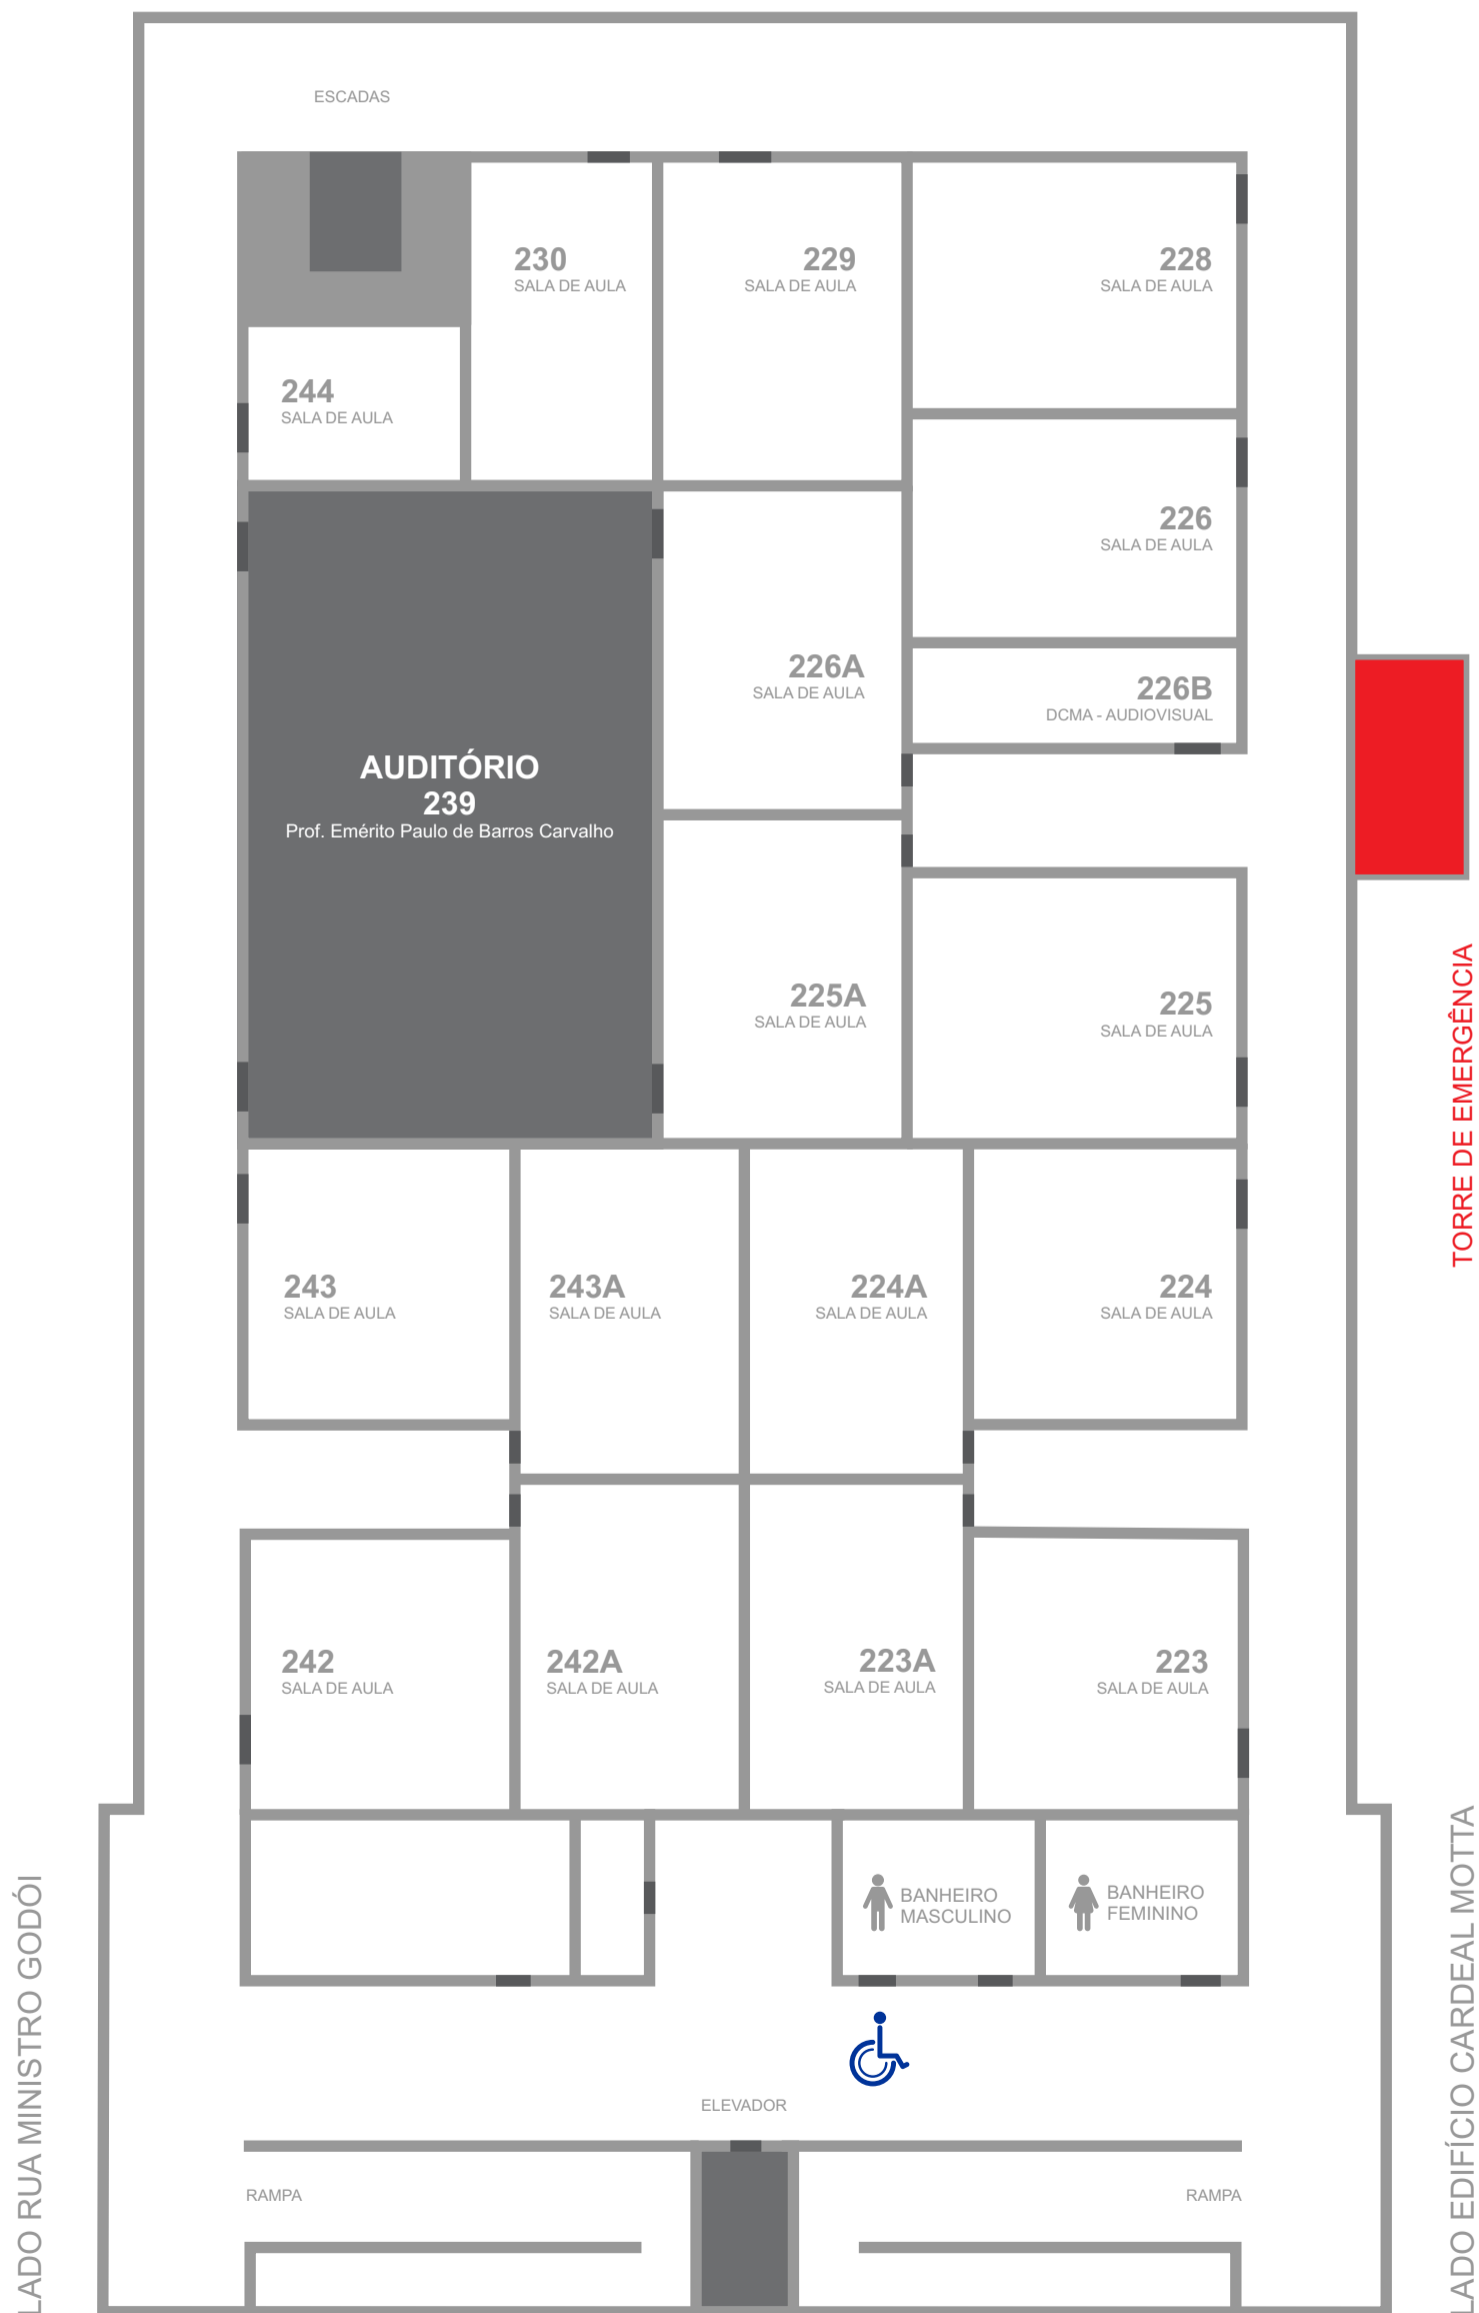 ESCADAS
230
SALA DE AULA
229
SALA DE AULA
228
SALA DE AULA
244
SALA DE AULA
226
SALA DE AULA
226A
SALA DE AULA
226B
DCMA - AUDIOVISUAL
AUDITÓRIO
239
Prof. Emérito Paulo de Barros Carvalho
225A
SALA DE AULA
225
SALA DE AULA
TORRE DE EMERGÊNCIA
243
SALA DE AULA
243A
SALA DE AULA
224A
SALA DE AULA
224
SALA DE AULA
242
SALA DE AULA
242A
SALA DE AULA
223A
SALA DE AULA
223
SALA DE AULA
BANHEIRO
MASCULINO
BANHEIRO
FEMININO
ELEVADOR
RAMPA
RAMPA
LADO RUA MINISTRO GODÓI
LADO EDIFÍCIO CARDEAL MOTTA